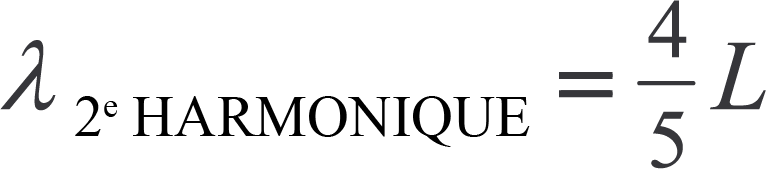 λ 2ᵉ HARMONIQUE = 4/5 L